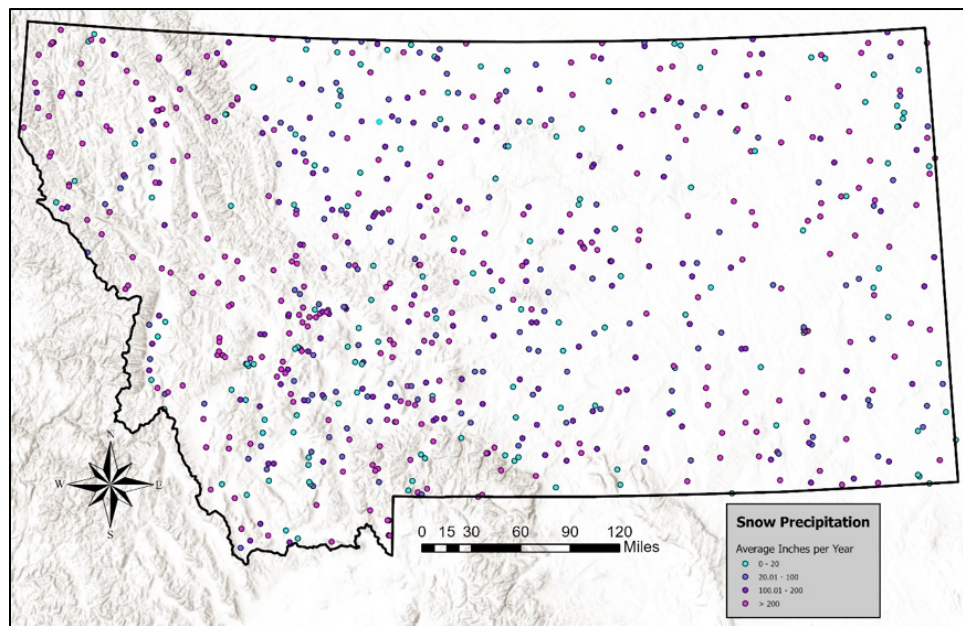 N
W E
S
0 15 30 60 90 120
Miles
Snow Precipitation
Average Inches per Year
0 - 20
20.01 - 100
100.01 - 200
> 200